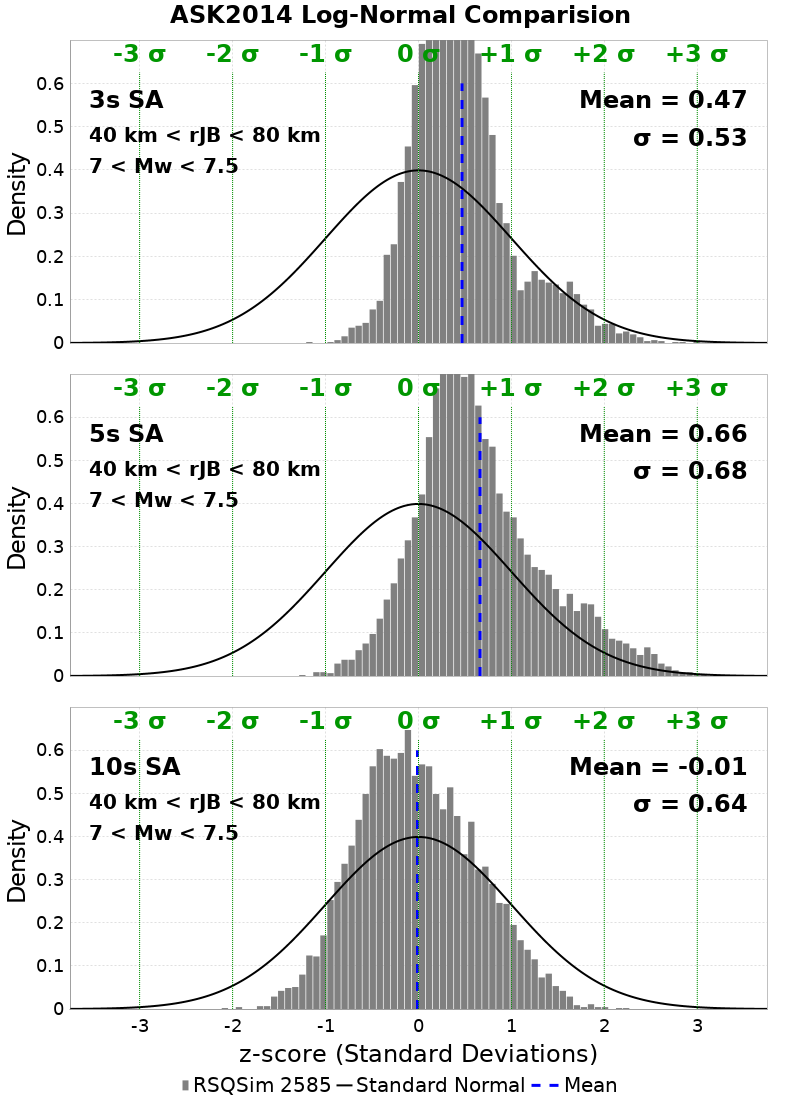 ASK2014 Log-Normal Comparision
-3 σ -2 σ -1 σ 0 σ +1 σ +2 σ +3 σ
3s SA
40 km < rJB < 80 km
7 < Mw < 7.5
Mean = 0.47
σ = 0.53
0.6
0.5
0.4
0.3
0.2
0.1
0
Density
-3 σ -2 σ -1 σ 0 σ +1 σ +2 σ +3 σ
5s SA
40 km < rJB < 80 km
7 < Mw < 7.5
Mean = 0.66
σ = 0.68
0.6
0.5
0.4
0.3
0.2
0.1
0
Density
-3 σ -2 σ -1 σ 0 σ +1 σ +2 σ +3 σ
10s SA
40 km < rJB < 80 km
7 < Mw < 7.5
Mean = -0.01
σ = 0.64
0.6
0.5
0.4
0.3
0.2
0.1
0
Density
-3 -2 -1 0 1 2 3
z-score (Standard Deviations)
RSQSim 2585 Standard Normal Mean